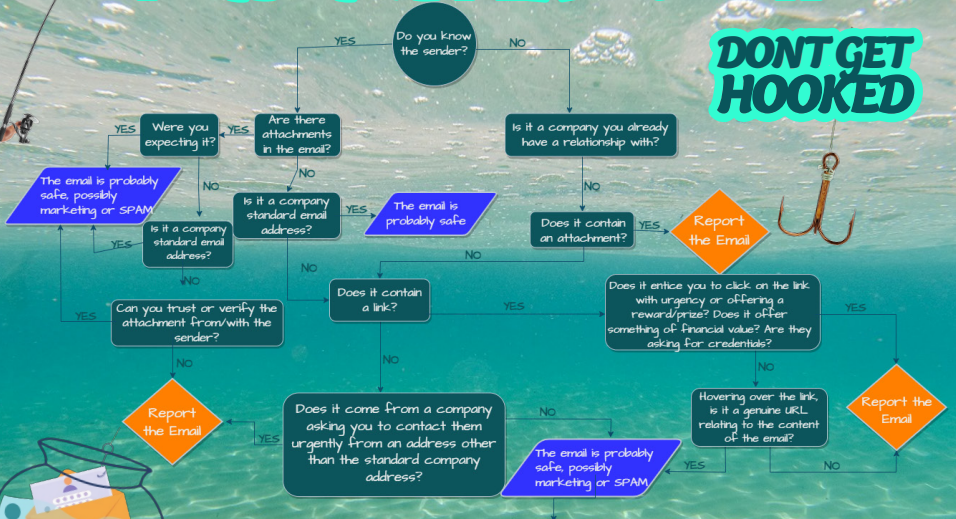 Do you know
the sender?
YES
NO
DONT GET
HOOKED
Were you
expecting it?
YES
YES
Are there
attachments
in the email?
Is it a company you already
have a relationship with?
The email is probably
safe, possibly
marketing or SPAM
NO
NO
NO
Is it a company
standard email
address?
YES
The email is
probably safe
Does it contain
an attachment?
YES
Report
the Email
Is it a company
standard email
address?
YES
NO
NO
NO
Does it contain
a link?
YES
Does it entice you to click on the link
with urgency or offering a
reward/prize? Does it offer
something of financial value? Are they
asking for credentials?
YES
Can you trust or verify the
attachment from/with the
sender?
YES
NO
NO
NO
Report
the Email
Does it come from a company
asking you to contact them
urgently from an address other
than the standard company
address?
YES
NO
Hovering over the link,
is it a genuine URL
relating to the content
of the email?
Report the
Email
The email is probably
safe, possibly
marketing or SPAM
YES
NO